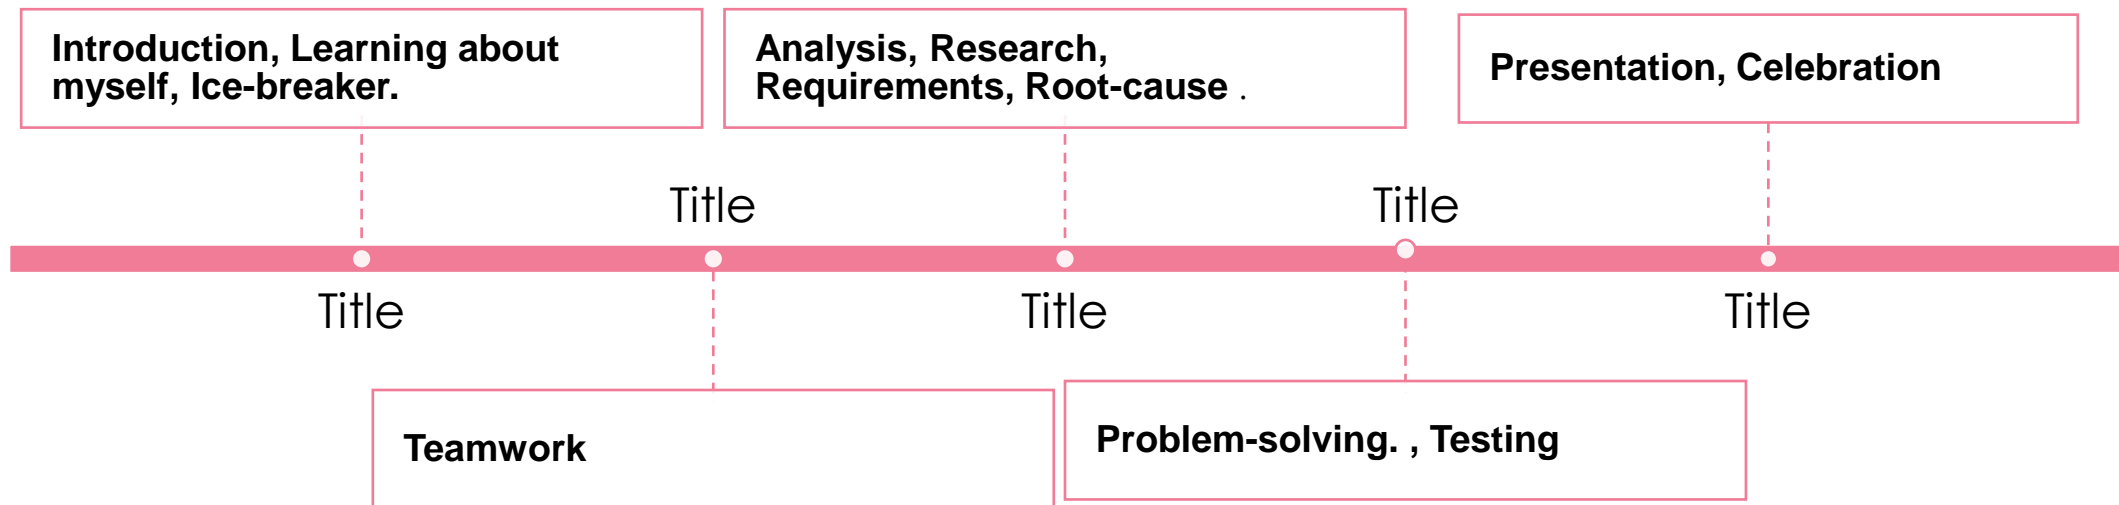 Introduction, Learning about
myself, Ice-breaker.
Analysis, Research,
Requirements, Root-cause .
Presentation, Celebration
Title
Title
Title
Title
Title
Teamwork
Problem-solving. , Testing